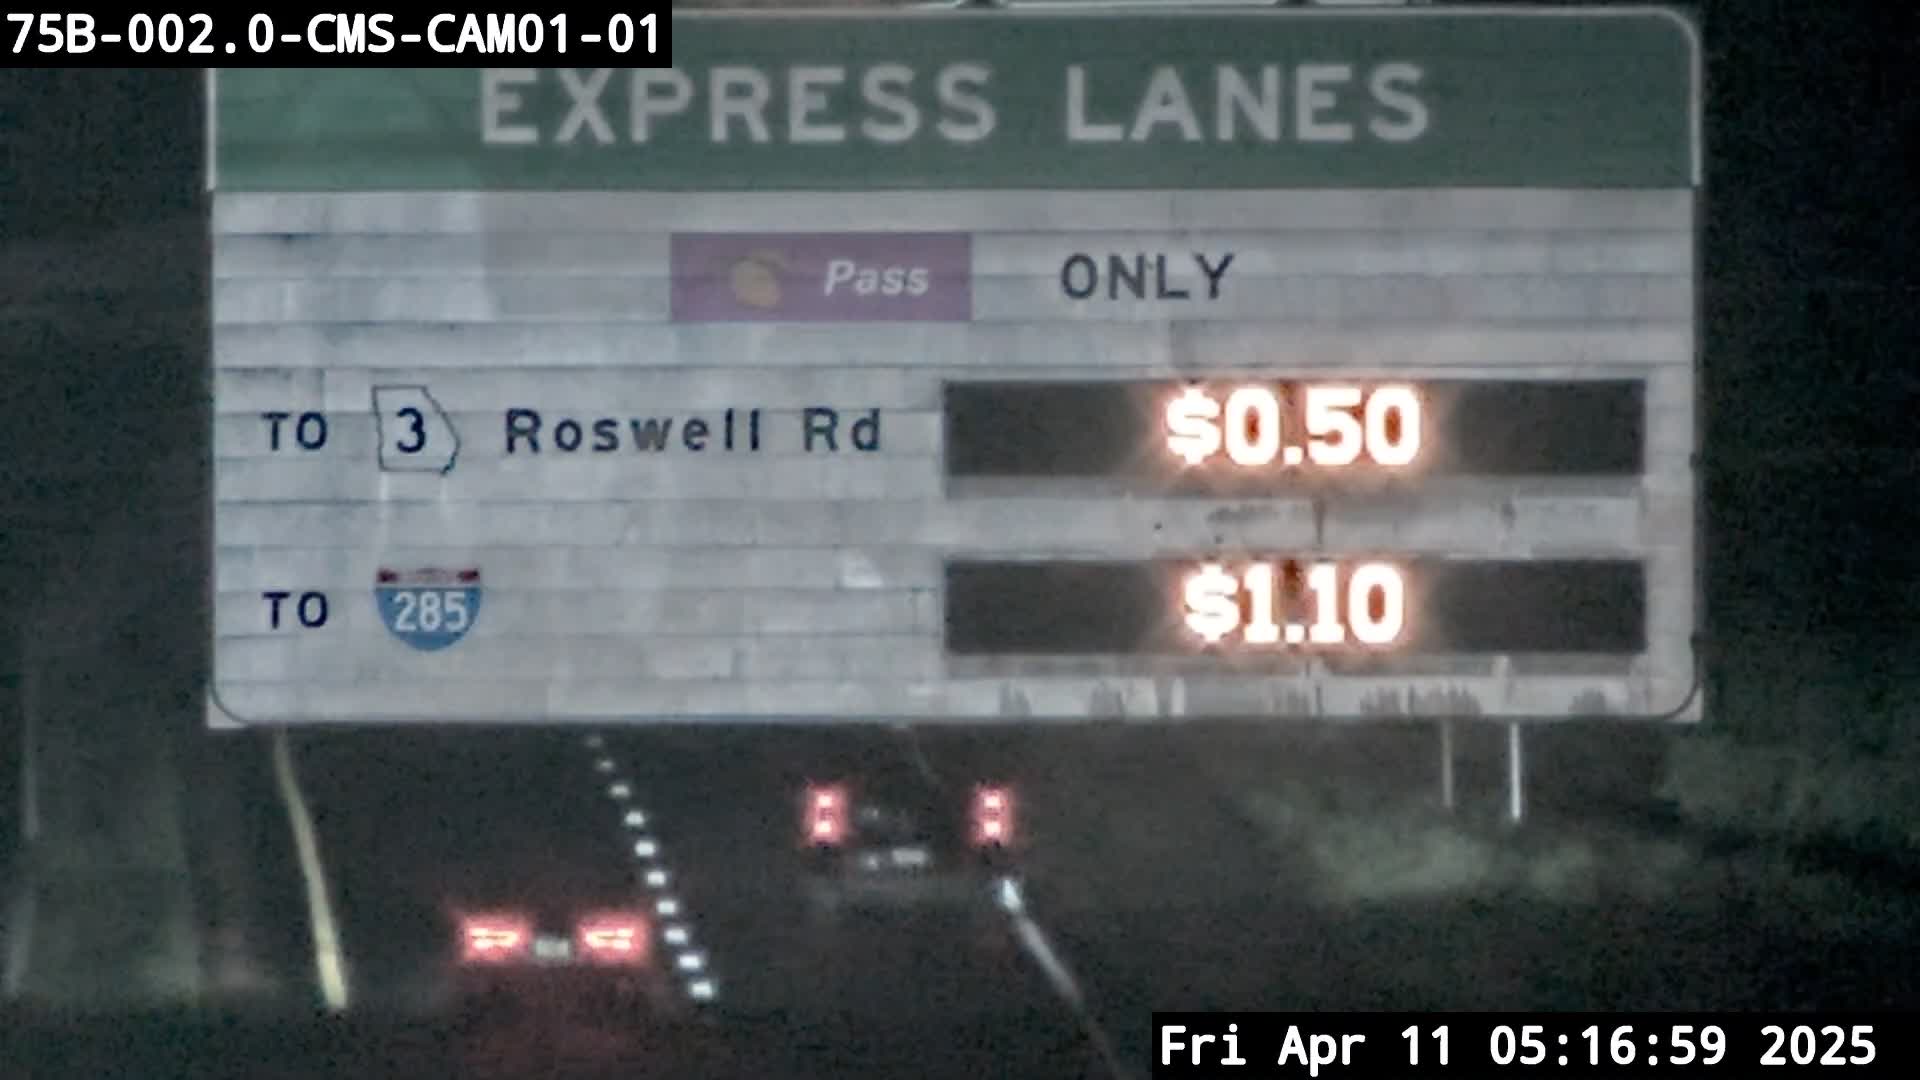 75B-002.0-CMS-CAM01-01
EXPRESS LANES
Pass ONLY
TO 3 Roswell Rd $0.50
TO 285 $1.10
Fri Apr 11 05:16:59 2025